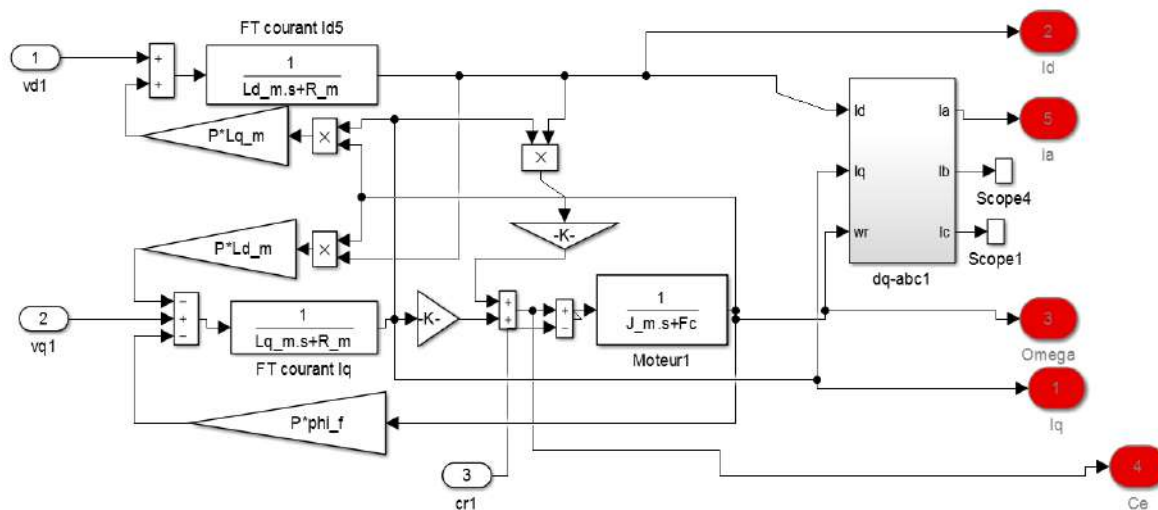 FT courant Id5
1
vd1
+
+
1
Ld_m.s+R_m
P*Lq_m
×
×
-K-
P*Ld_m
×
2
vq1
−
+
−
1
Lq_m.s+R_m
FT courant Iq
-K-
+
+
+
−
1
J_m.s+Fc
Moteur1
P*phi_f
3
cr1
Id
Iq
wr
Ia
Ib
Ic
dq-abc1
Scope4
Scope1
2
Id
5
Ia
3
Omega
1
Iq
4
Ce